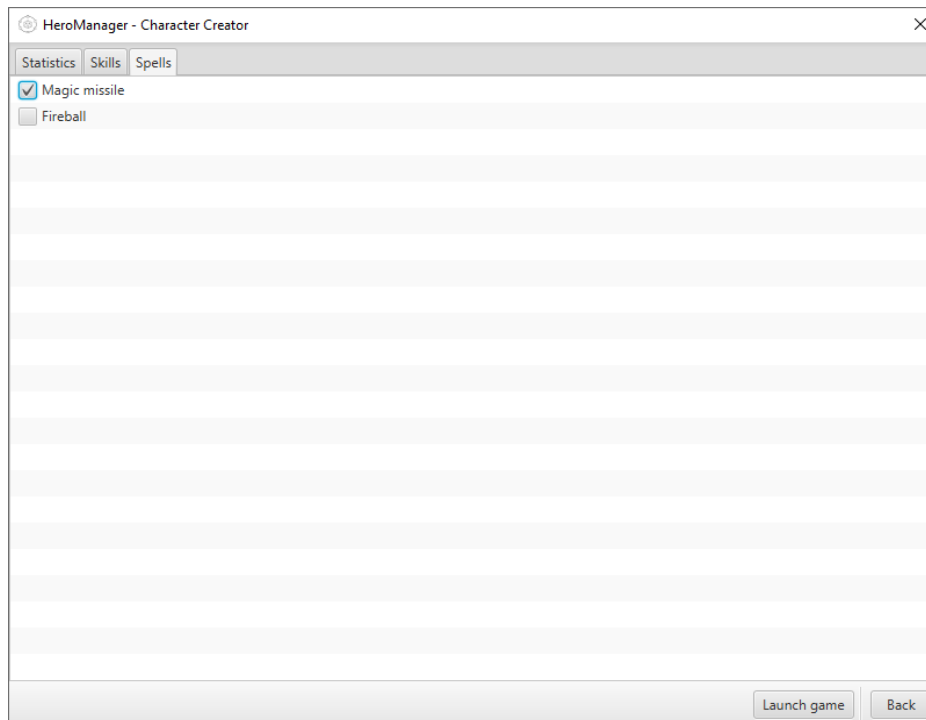 HeroManager - Character Creator
Statistics Skills Spells
Magic missile
Fireball
Launch game Back